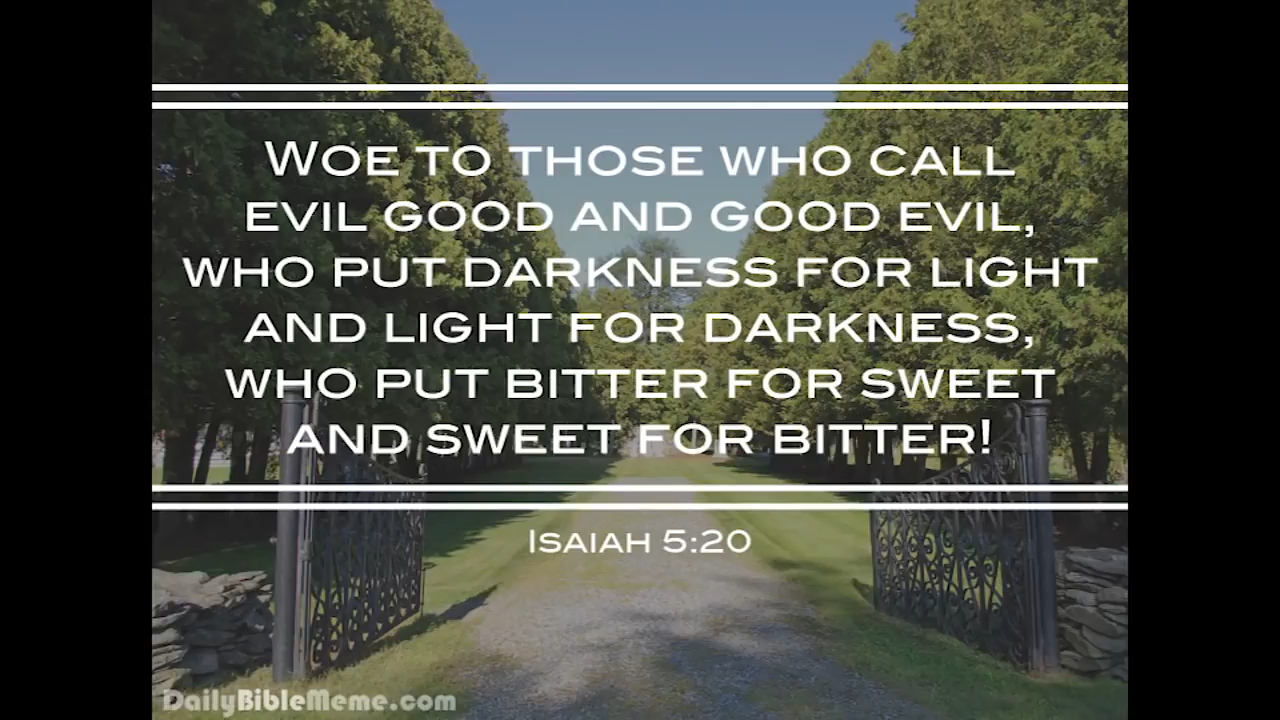 Woe to those who call
evil good and good evil,
who put darkness for light
and light for darkness,
who put bitter for sweet
and sweet for bitter!
Isaiah 5:20
DailyBibleMeme.com